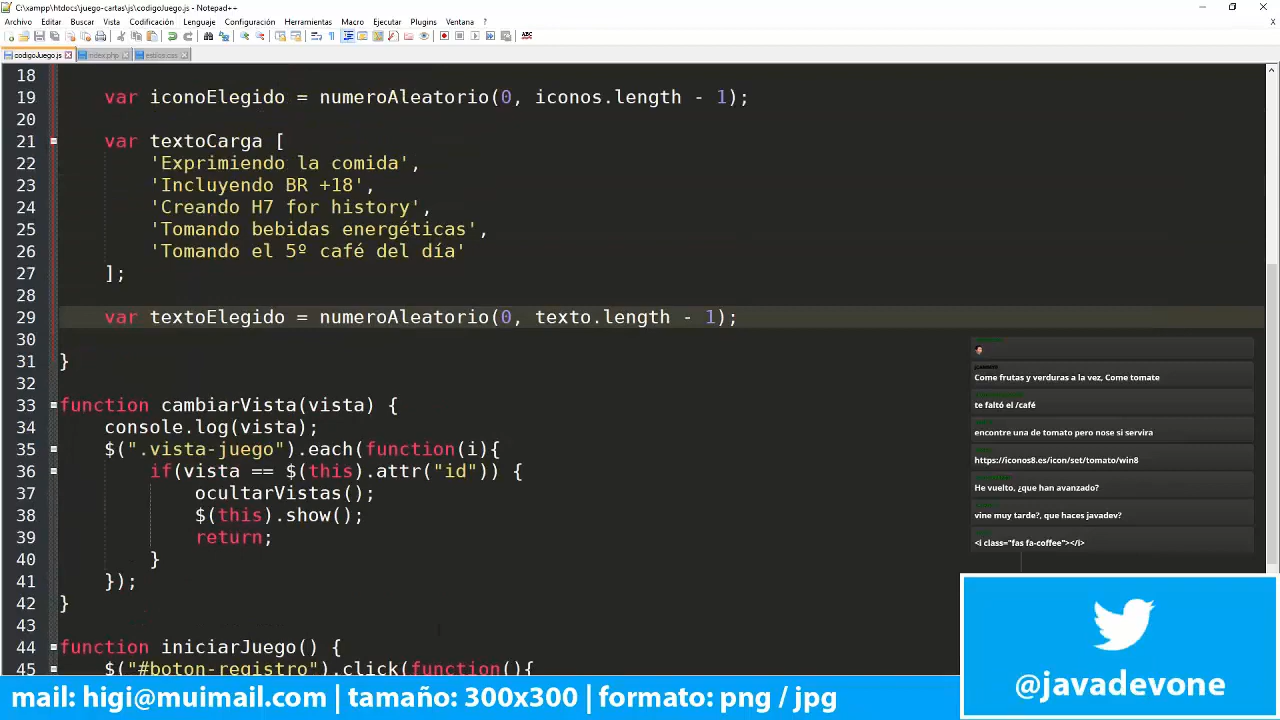 C:\xampp\htdocs\juego-cartas\js\codigoJuego.js - Notepad++
Archivo Editar Buscar Vista Codificación Lenguaje Configuración Herramientas Macro Ejecutar Plugins Ventana ?
codigoJuego.js index.php estilos.css
18
19 var iconoElegido = numeroAleatorio(0, iconos.length - 1);
20
21 var textoCarga [
22 'Exprimiendo la comida',
23 'Incluyendo BR +18',
24 'Creando H7 for history',
25 'Tomando bebidas energéticas',
26 'Tomando el 5º café del día'
27 ];
28
29 var textoElegido = numeroAleatorio(0, texto.length - 1);
30
31 }
32
33 function cambiarVista(vista) {
34 console.log(vista);
35 $(".vista-juego").each(function(i){
36 if(vista == $(this).attr("id")) {
37 ocultarVistas();
38 $(this).show();
39 return;
40 }
41 });
42 }
43
44 function iniciarJuego() {
45 $("#boton-registro").click(function(){
Come frutas y verduras a la vez, Come tomate
te faltó el /café
encontre una de tomato pero nose si servira
https://iconos8.es/icon/set/tomato/win8
He vuelto, ¿que han avanzado?
vine muy tarde?, que haces javadev?
<i class="fas fa-coffee"></i>
@javadevone
mail: higi@muimail.com | tamaño: 300x300 | formato: png / jpg